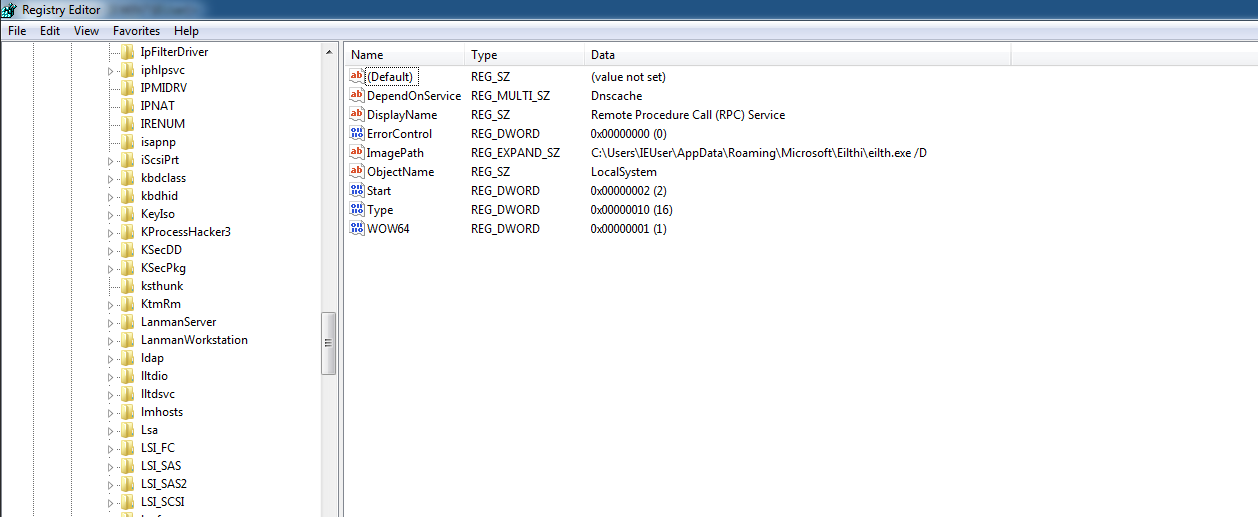 Registry Editor
File Edit View Favorites Help
IpFilterDriver
iphlpsvc
IPMIDRV
IPNAT
IRENUM
isapnp
iScsiPrt
kbdclass
kbdhid
KeyIso
KProcessHacker3
KSecDD
KSecPkg
ksthunk
KtmRm
LanmanServer
LanmanWorkstation
ldap
lltdio
lltdsvc
lmhosts
Lsa
LSI_FC
LSI_SAS
LSI_SAS2
LSI_SCSI
Name Type Data
(Default) REG_SZ (value not set)
DependOnService REG_MULTI_SZ Dnscache
DisplayName REG_SZ Remote Procedure Call (RPC) Service
ErrorControl REG_DWORD 0x00000000 (0)
ImagePath REG_EXPAND_SZ C:\Users\IEUser\AppData\Roaming\Microsoft\Eilthi\eilth.exe /D
ObjectName REG_SZ LocalSystem
Start REG_DWORD 0x00000002 (2)
Type REG_DWORD 0x00000010 (16)
WOW64 REG_DWORD 0x00000001 (1)